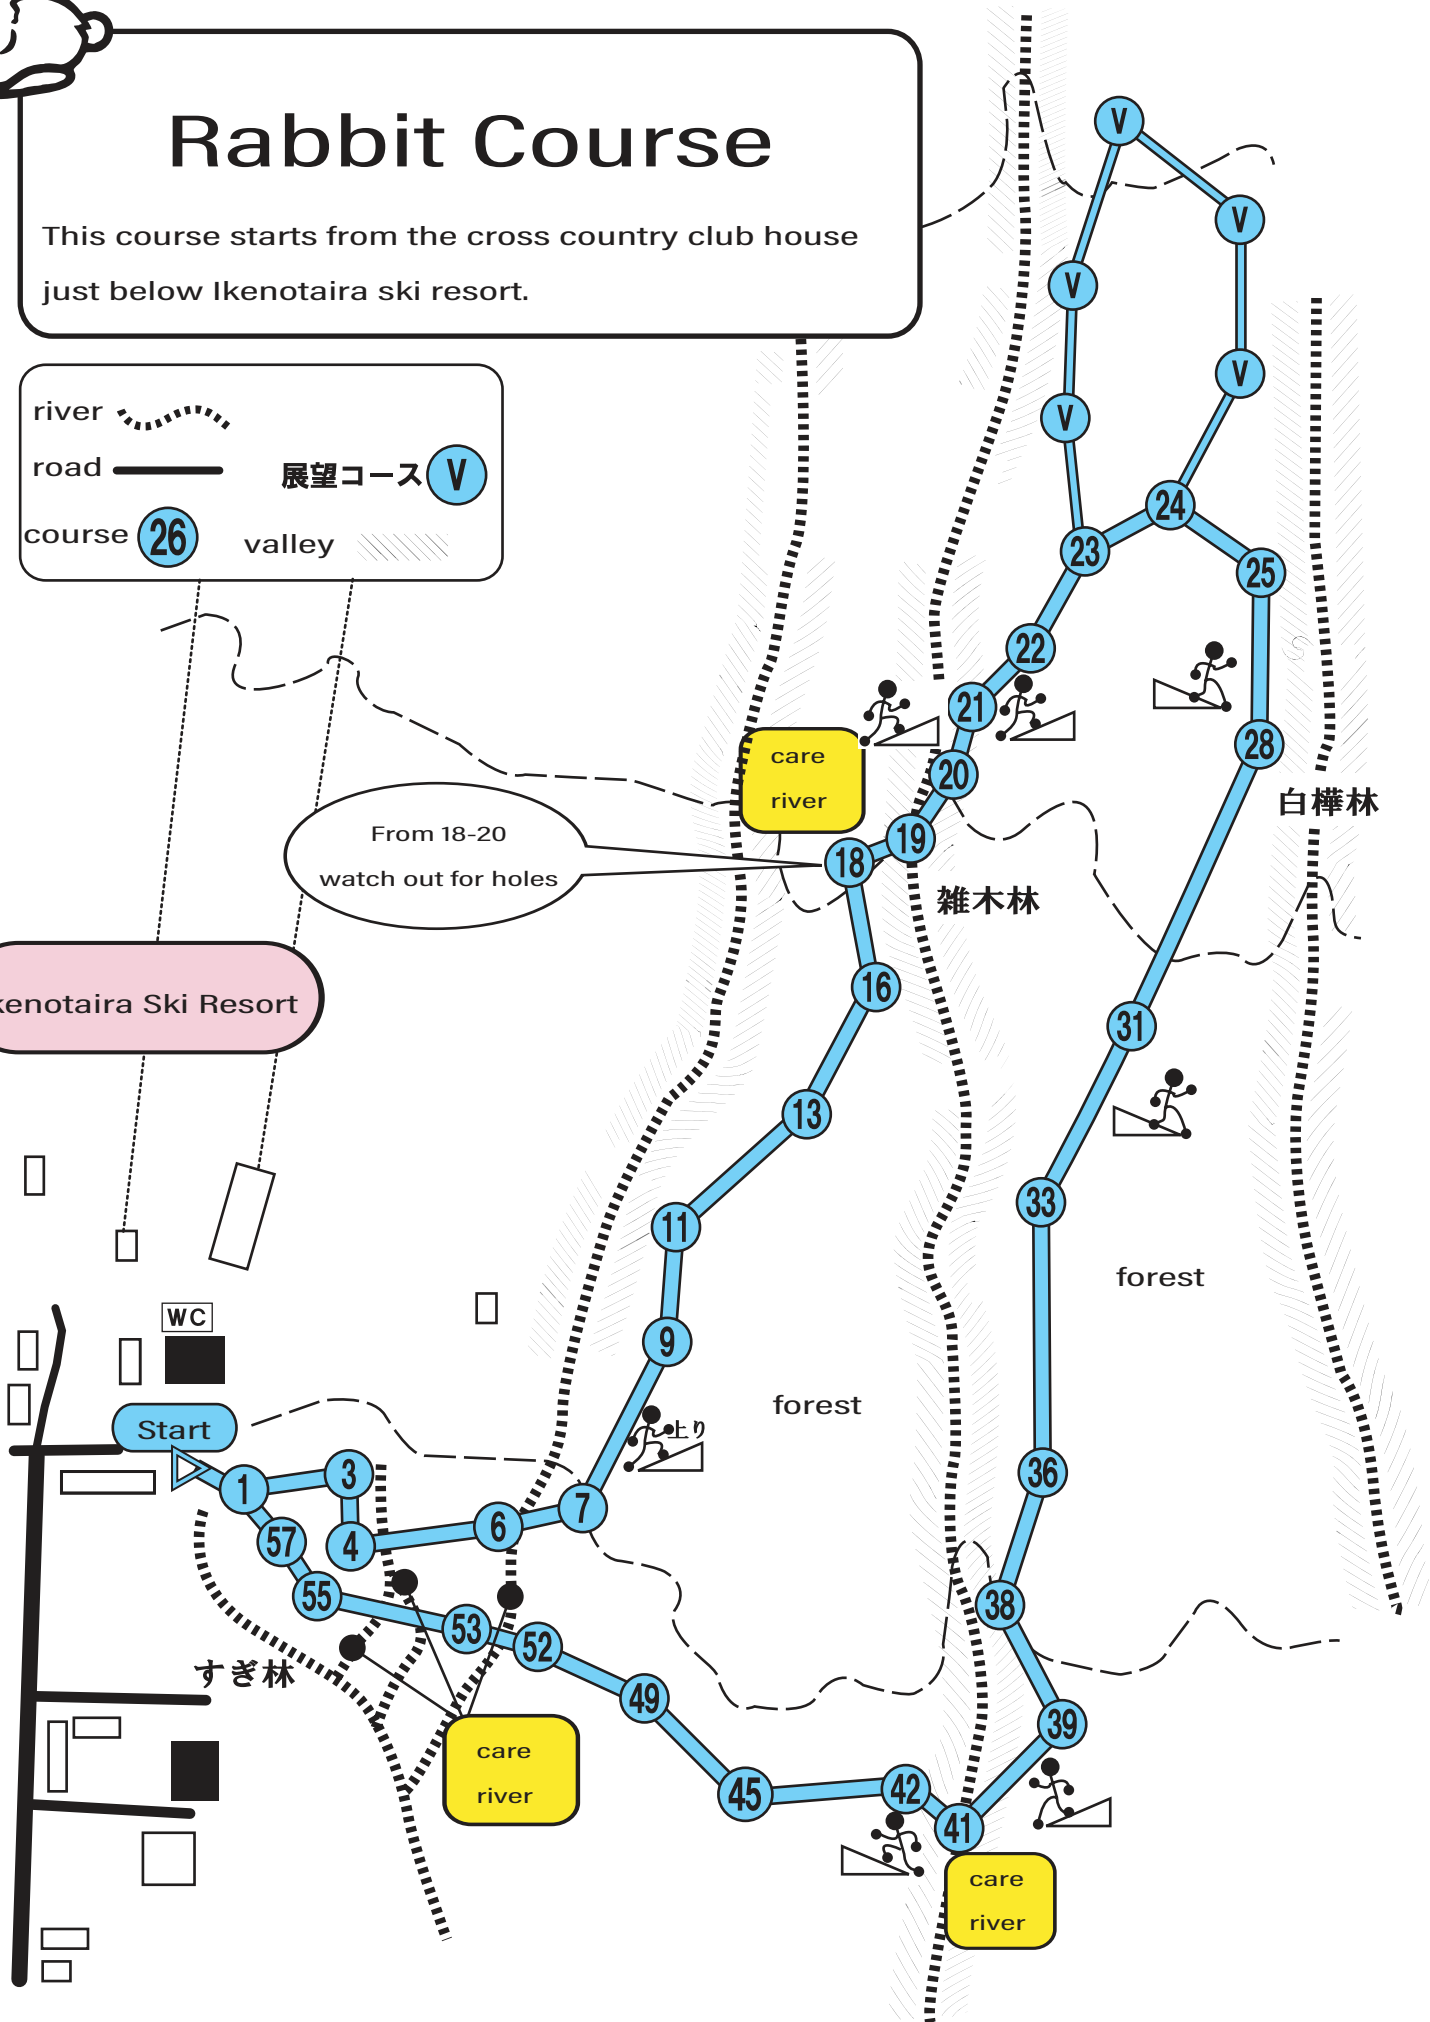 Rabbit Course
This course starts from the cross country club house
just below Ikenotaira ski resort.
river
road
展望コース V
course 26
valley
V
V
V
V
V
24
23
25
22
21
28
care
river
20
白樺林
From 18-20
watch out for holes
19
18
雑木林
16
kenotaira Ski Resort
31
13
33
11
forest
WC
9
forest
上り
Start
1
3
36
7
6
4
57
55
38
53
52
すぎ林
49
39
care
river
45
42
41
care
river